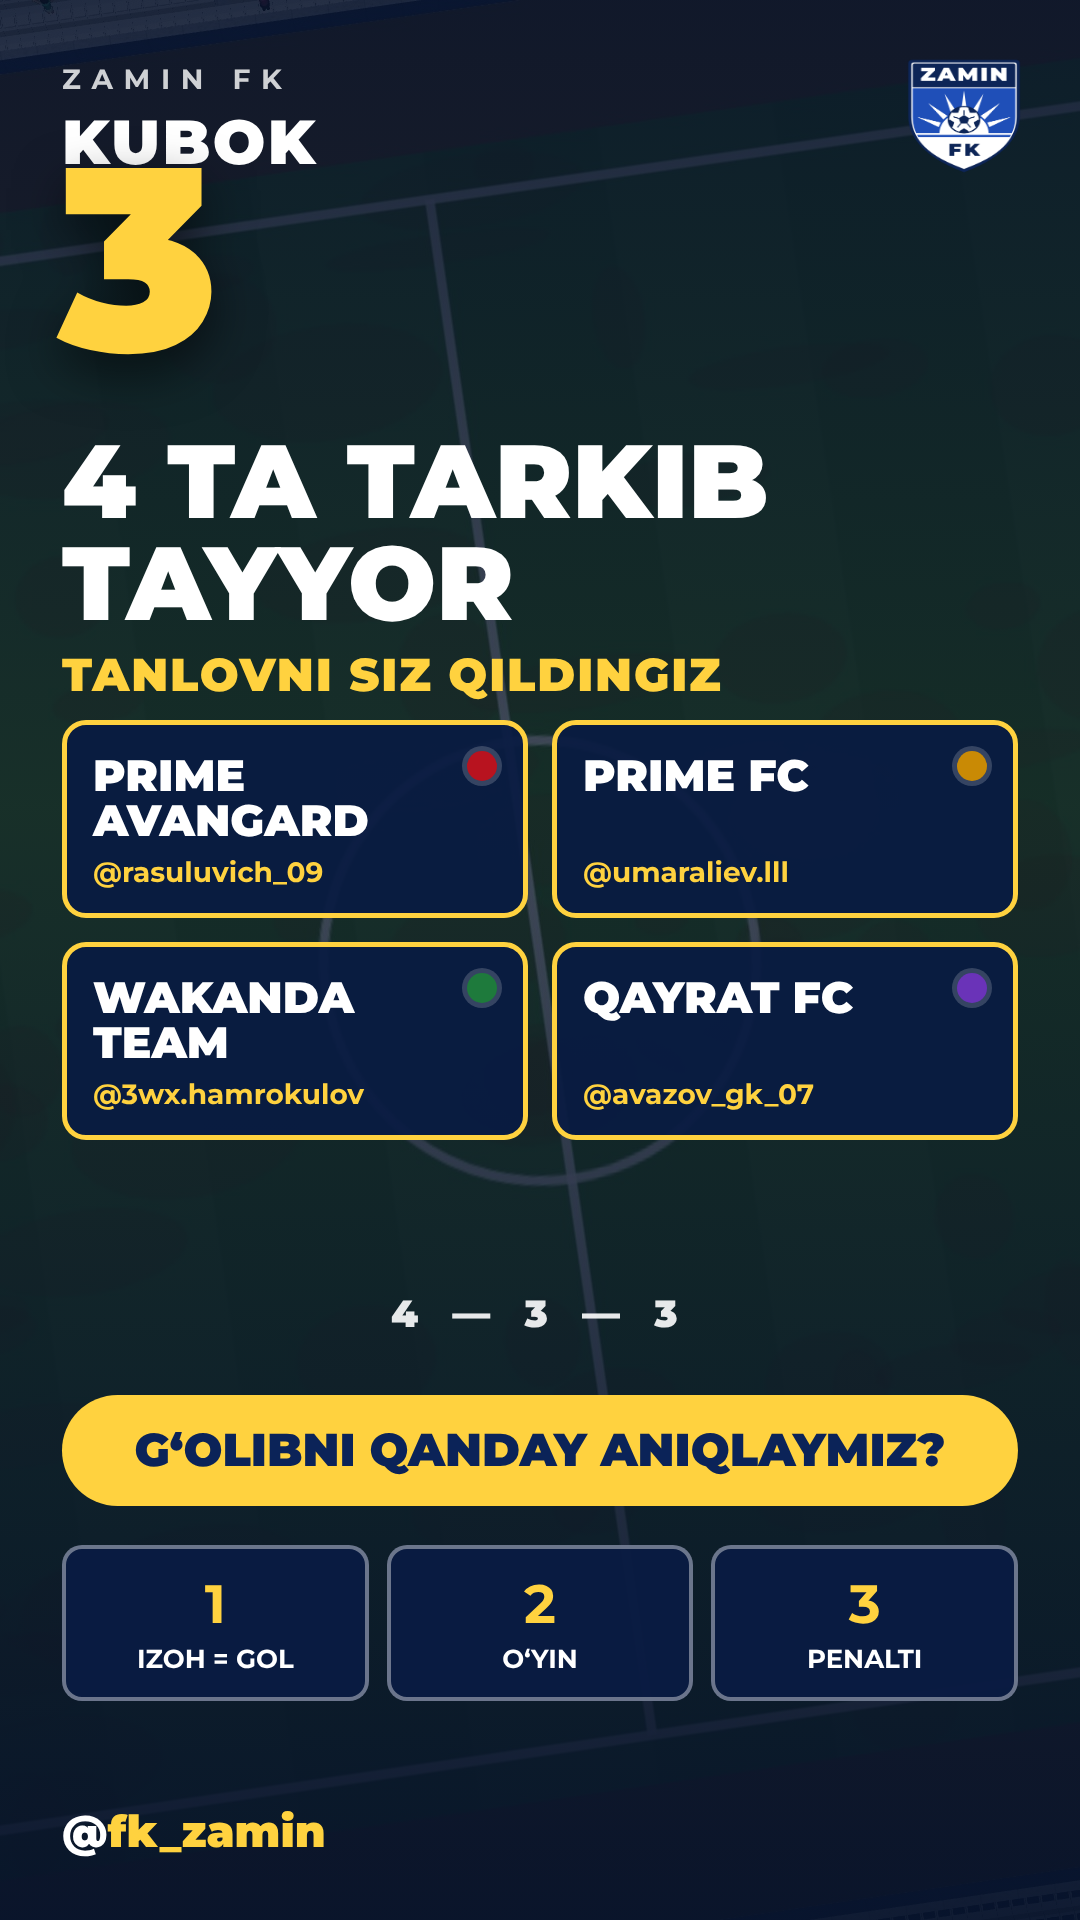 ZAMIN FK
KUBOK
3
ZAMIN
FK
4 TA TARKIB
TAYYOR
TANLOVNI SIZ QILDINGIZ
PRIME
AVANGARD
@rasuluvich_09
PRIME FC
@umaraliev.lll
WAKANDA
TEAM
@3wx.hamrokulov
QAYRAT FC
@avazov_gk_07
4 — 3 — 3
GʻOLIBNI QANDAY ANIQLAYMIZ?
1
IZOH = GOL
2
OʻYIN
3
PENALTI
@fk_zamin